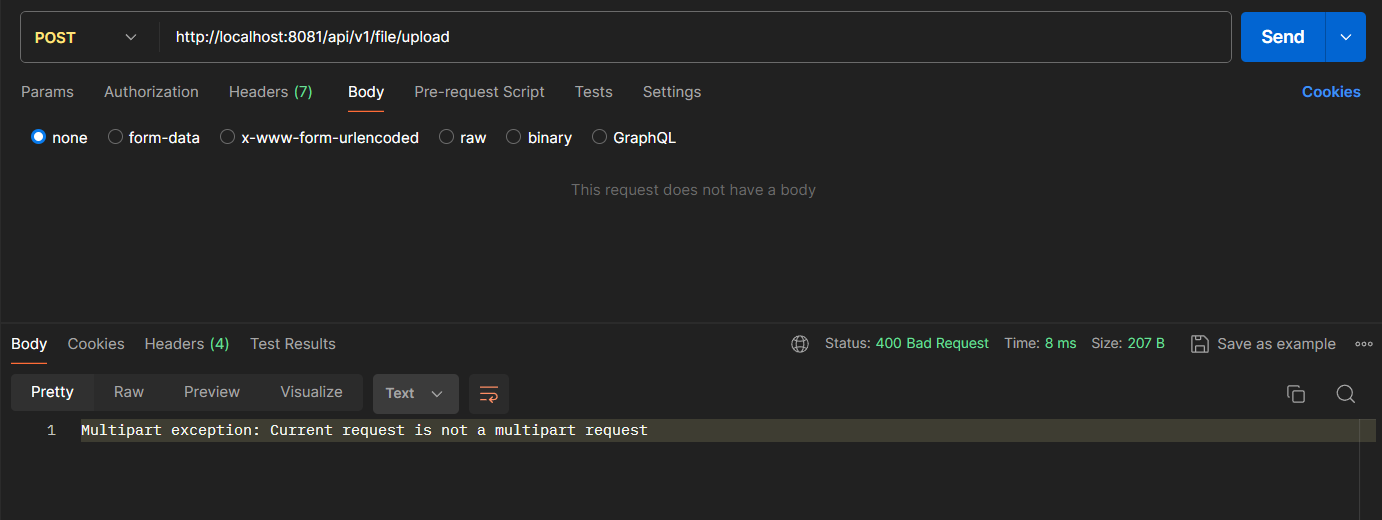 POST http://localhost:8081/api/v1/file/upload Send
Params Authorization Headers (7) Body Pre-request Script Tests Settings Cookies
none form-data x-www-form-urlencoded raw binary GraphQL
This request does not have a body
Body Cookies Headers (4) Test Results Status: 400 Bad Request Time: 8 ms Size: 207 B Save as example
Pretty Raw Preview Visualize Text
1 Multipart exception: Current request is not a multipart request